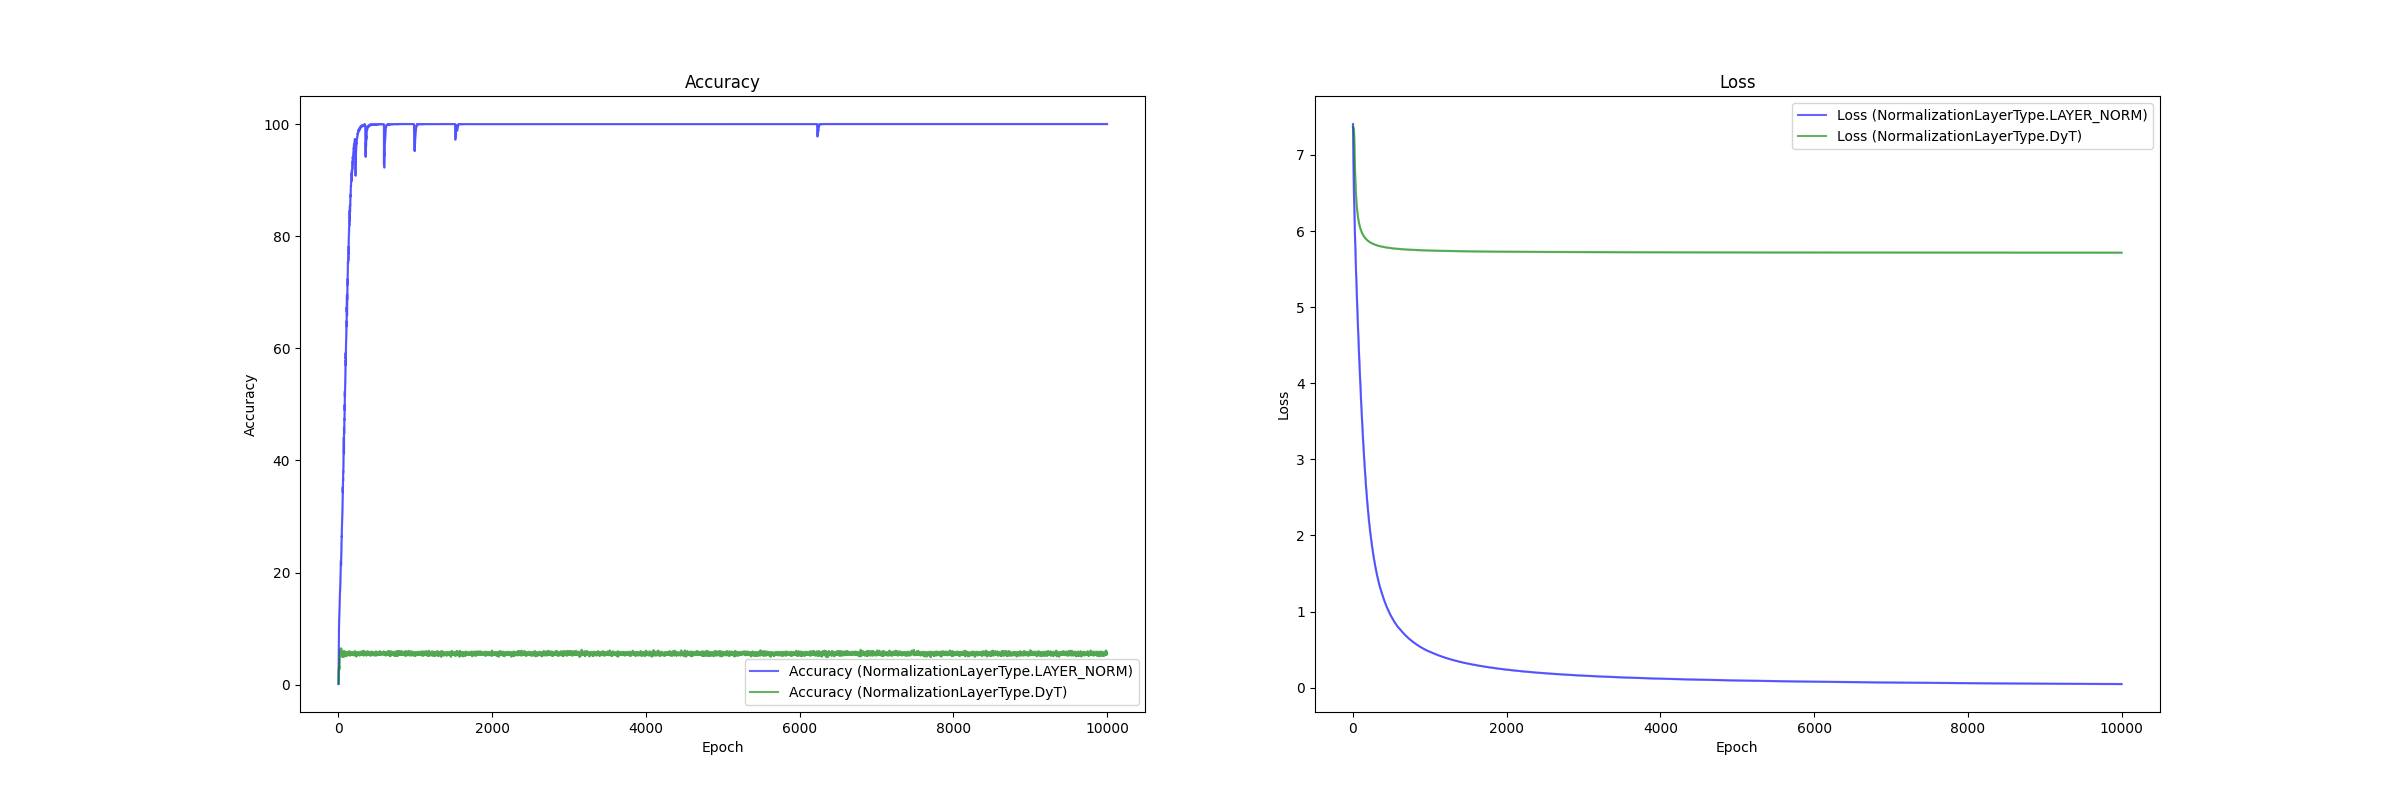 Accuracy
100
80
60
40
20
0
Accuracy
Accuracy (NormalizationLayerType.LAYER_NORM)
Accuracy (NormalizationLayerType.DyT)
0 2000 4000 6000 8000 10000
Epoch
Loss
Loss (NormalizationLayerType.LAYER_NORM)
Loss (NormalizationLayerType.DyT)
7
6
5
4
3
2
1
0
Loss
0 2000 4000 6000 8000 10000
Epoch